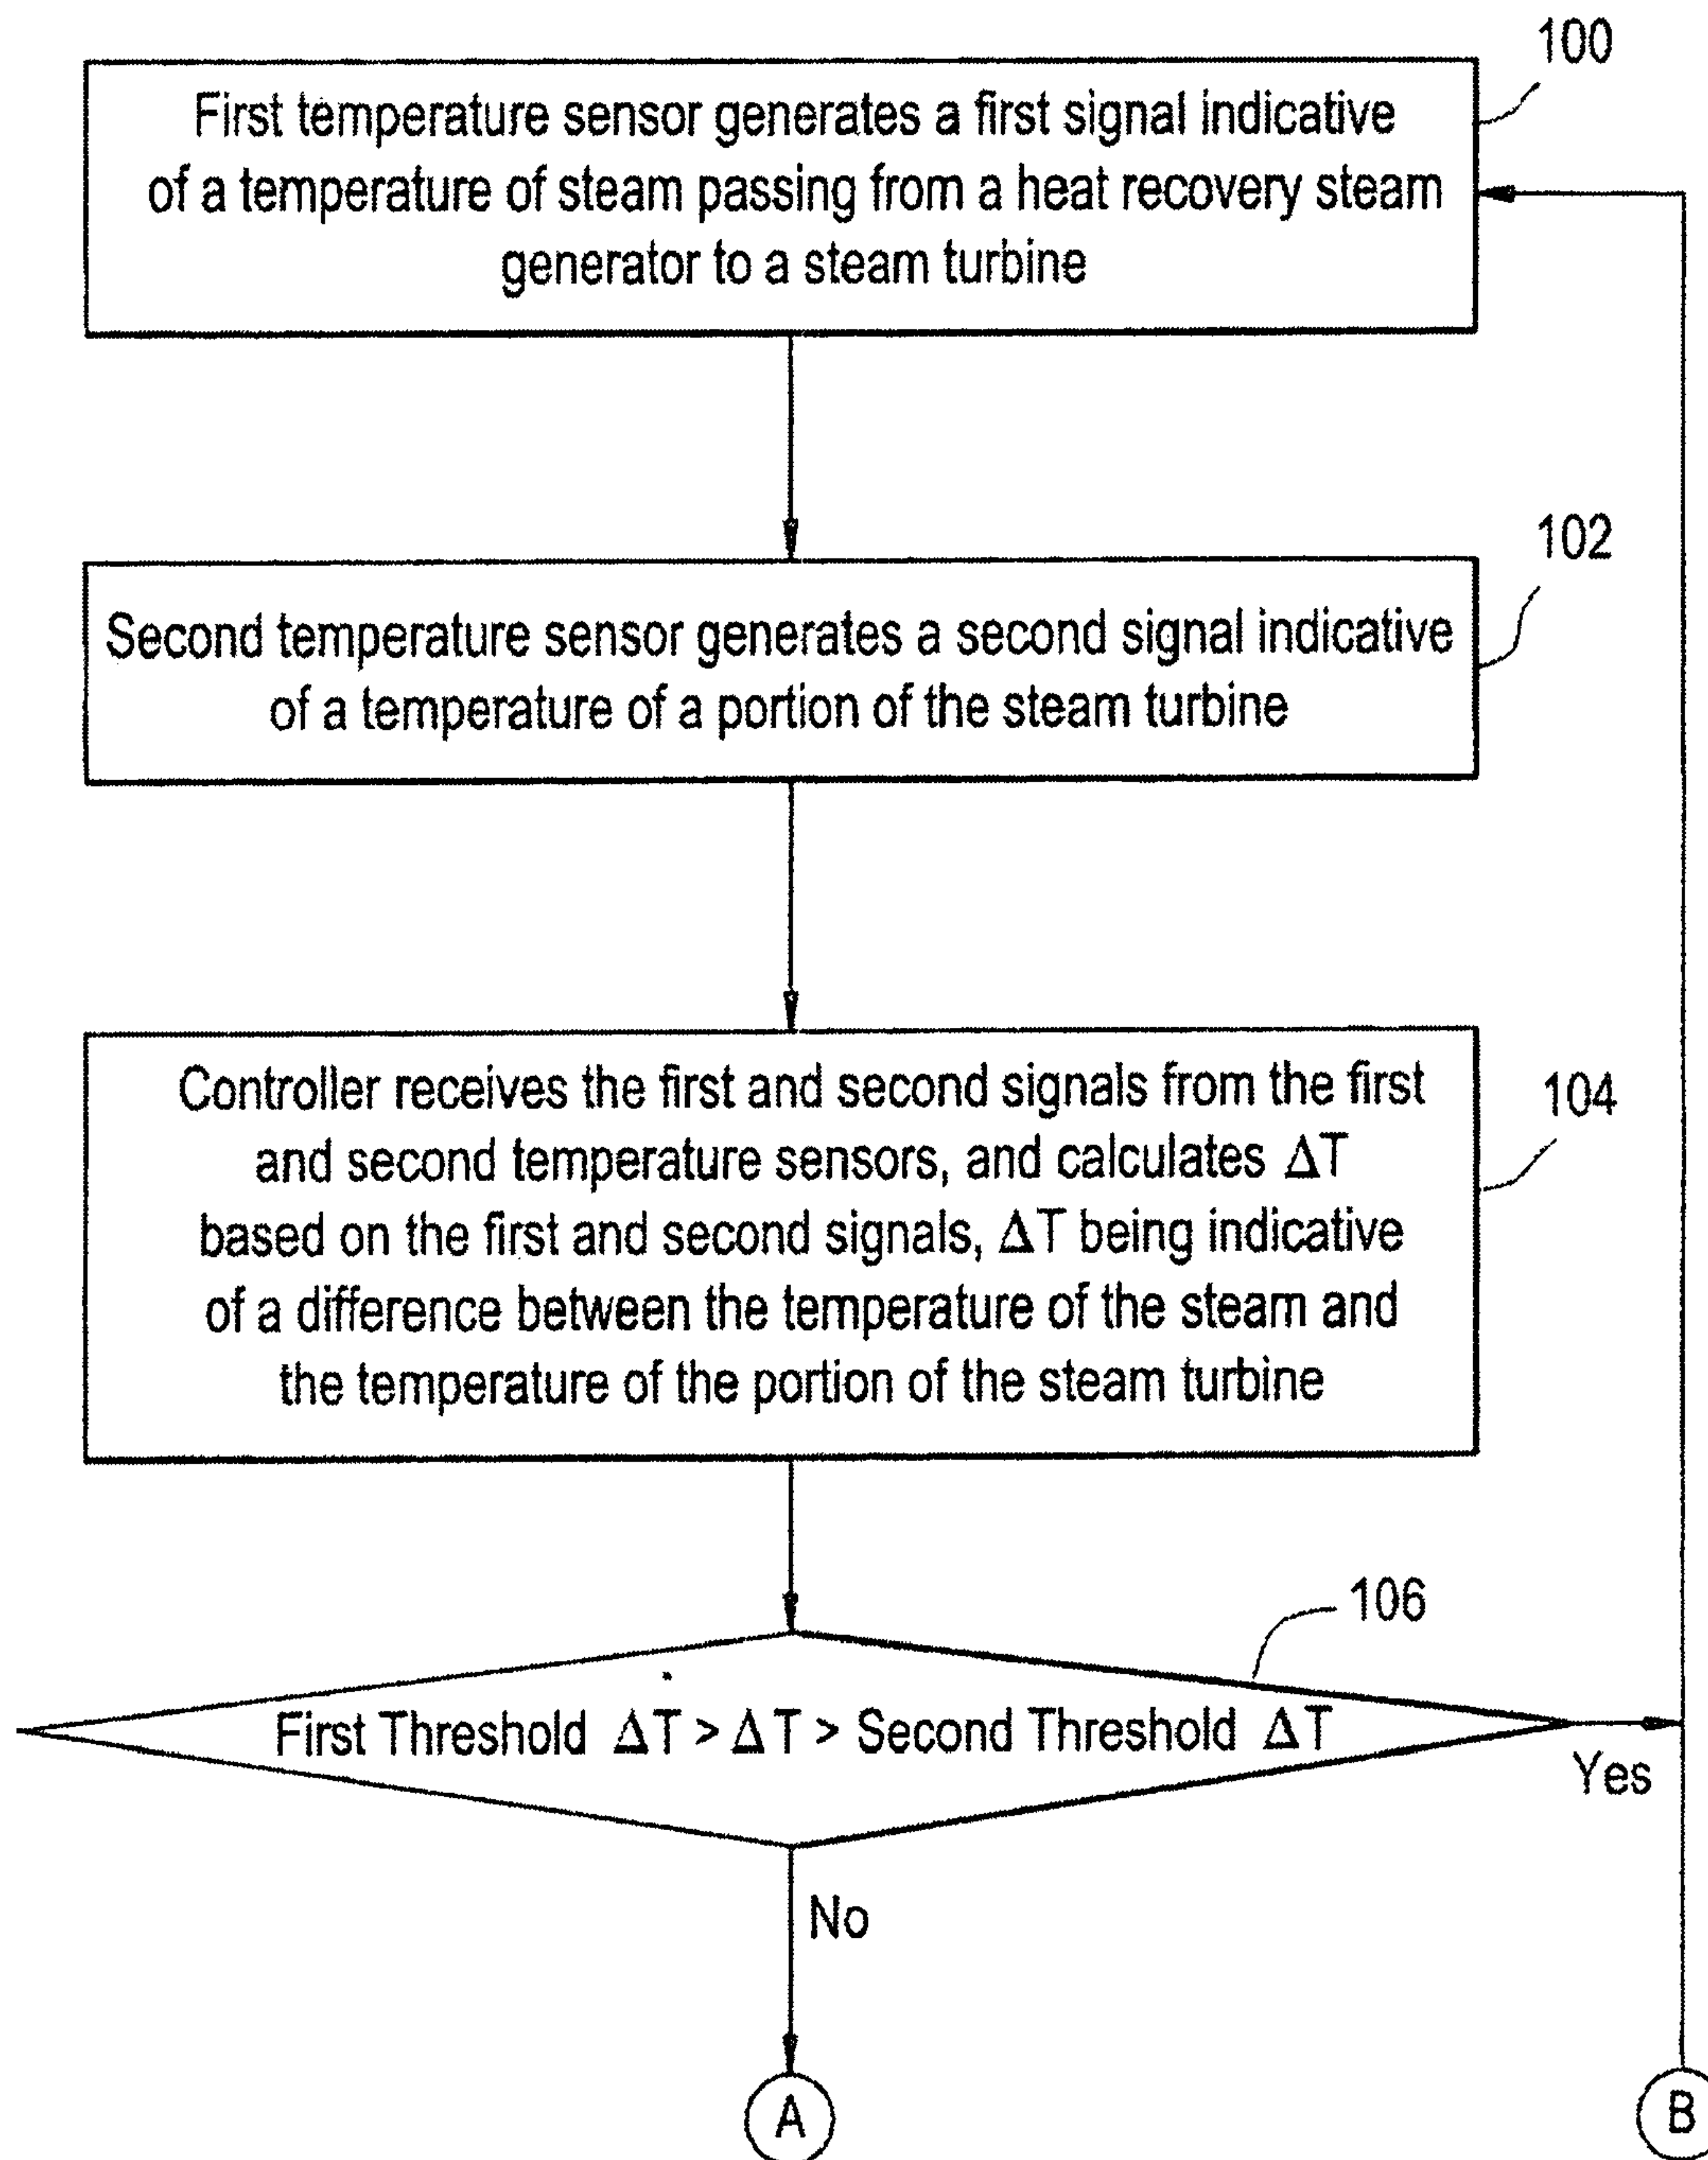 100
First temperature sensor generates a first signal indicative
of a temperature of steam passing from a heat recovery steam
generator to a steam turbine
102
Second temperature sensor generates a second signal indicative
of a temperature of a portion of the steam turbine
104
Controller receives the first and second signals from the first
and second temperature sensors, and calculates ΔT
based on the first and second signals, ΔT being indicative
of a difference between the temperature of the steam and
the temperature of the portion of the steam turbine
106
First Threshold ΔT > ΔT > Second Threshold ΔT
Yes
No
A
B